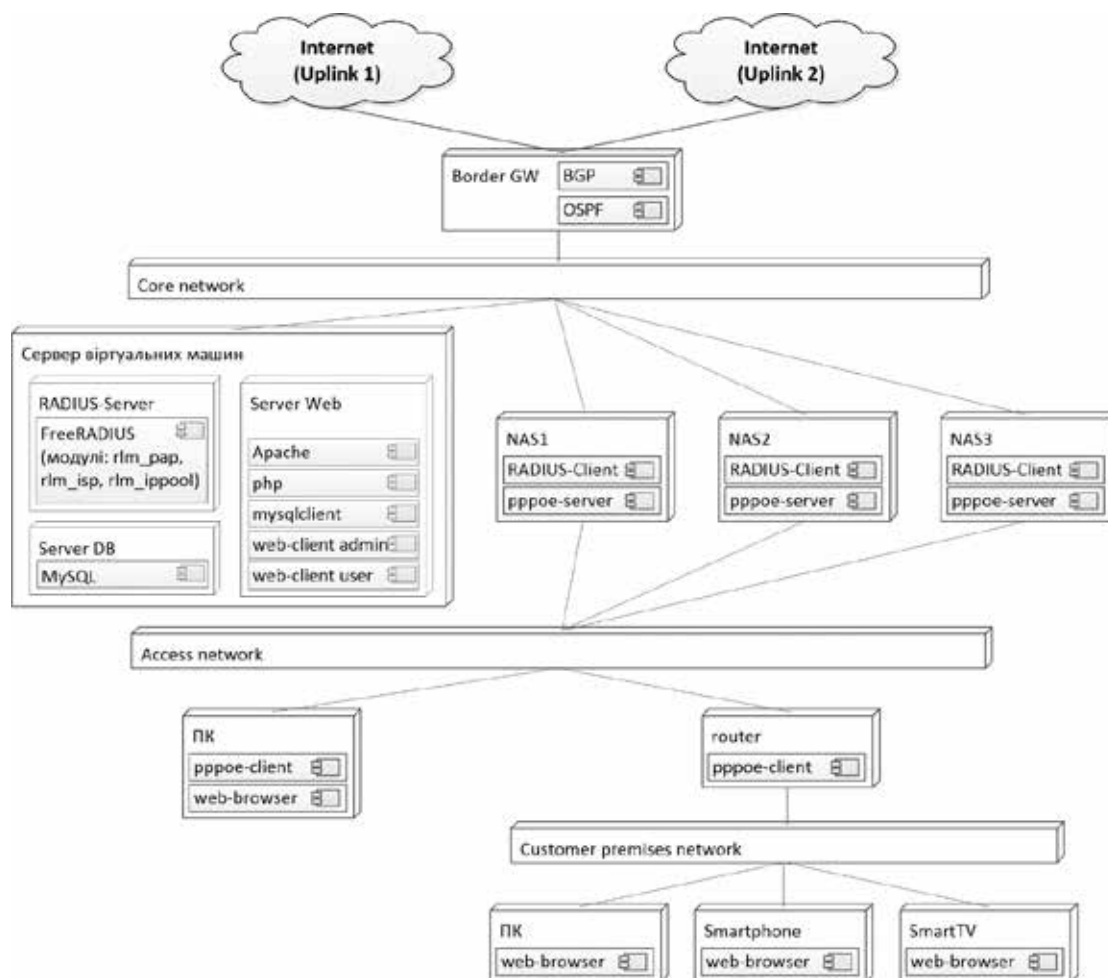 Internet
(Uplink 1)
Internet
(Uplink 2)
Border GW
BGP
OSPF
Core network
Сервер віртуальних машин
RADIUS-Server
FreeRADIUS
(модулі: rlm_pap,
rlm_isp, rlm_ippool)
Server DB
MySQL
Server Web
Apache
php
mysqlclient
web-client admin
web-client user
NAS1
RADIUS-Client
pppoe-server
NAS2
RADIUS-Client
pppoe-server
NAS3
RADIUS-Client
pppoe-server
Access network
ПК
pppoe-client
web-browser
router
pppoe-client
Customer premises network
ПК
web-browser
Smartphone
web-browser
SmartTV
web-browser